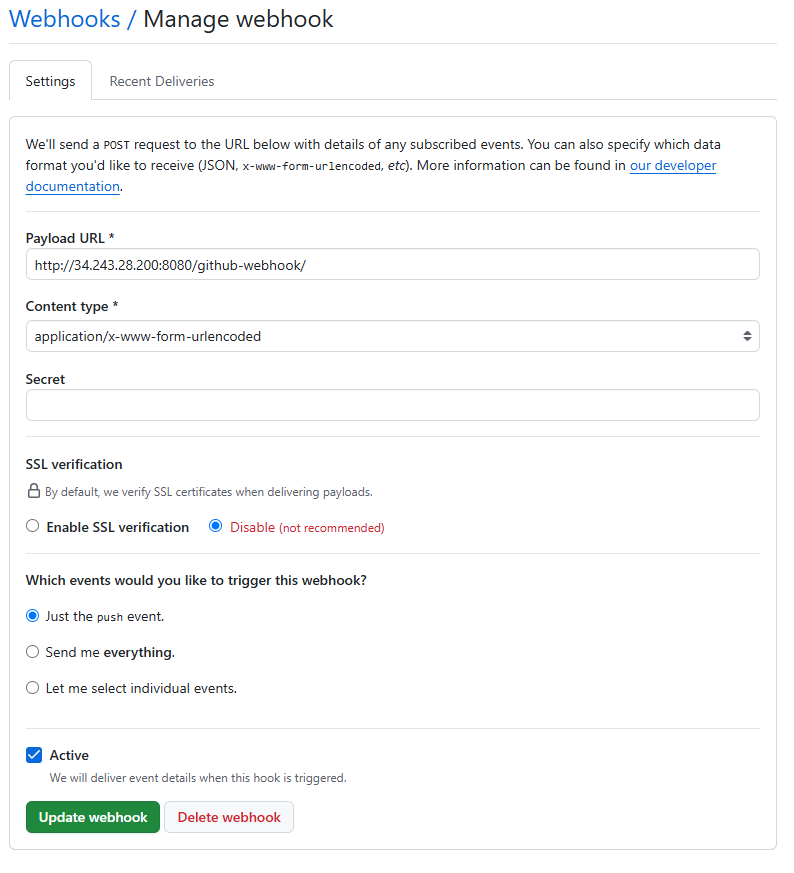 Webhooks / Manage webhook
Settings
Recent Deliveries
We'll send a POST request to the URL below with details of any subscribed events. You can also specify which data
format you'd like to receive (JSON, x-www-form-urlencoded, etc). More information can be found in our developer
documentation.
Payload URL *
http://34.243.28.200:8080/github-webhook/
Content type *
application/x-www-form-urlencoded
Secret
SSL verification
By default, we verify SSL certificates when delivering payloads.
Enable SSL verification
Disable (not recommended)
Which events would you like to trigger this webhook?
Just the push event.
Send me everything.
Let me select individual events.
Active
We will deliver event details when this hook is triggered.
Update webhook
Delete webhook